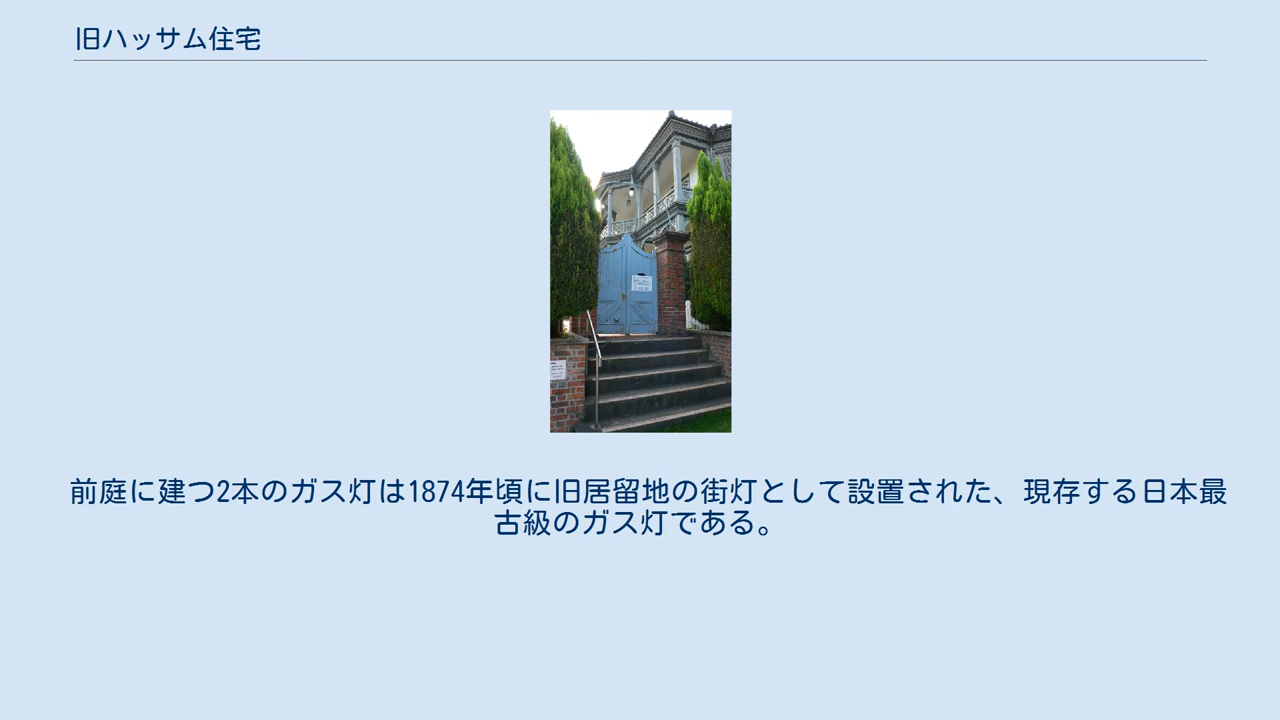 旧ハッサム住宅
前庭に建つ2本のガス灯は1874年頃に旧居留地の街灯として設置された、現存する日本最
古級のガス灯である。